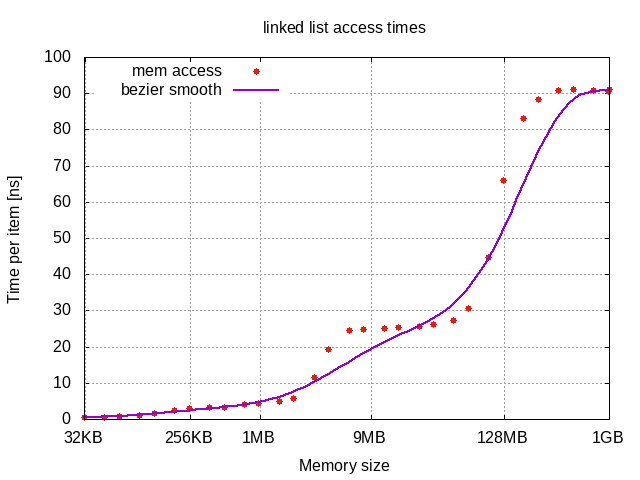 linked list access times
mem access
bezier smooth
Time per item [ns]
100
90
80
70
60
50
40
30
20
10
0
32KB 256KB 1MB 9MB 128MB 1GB
Memory size